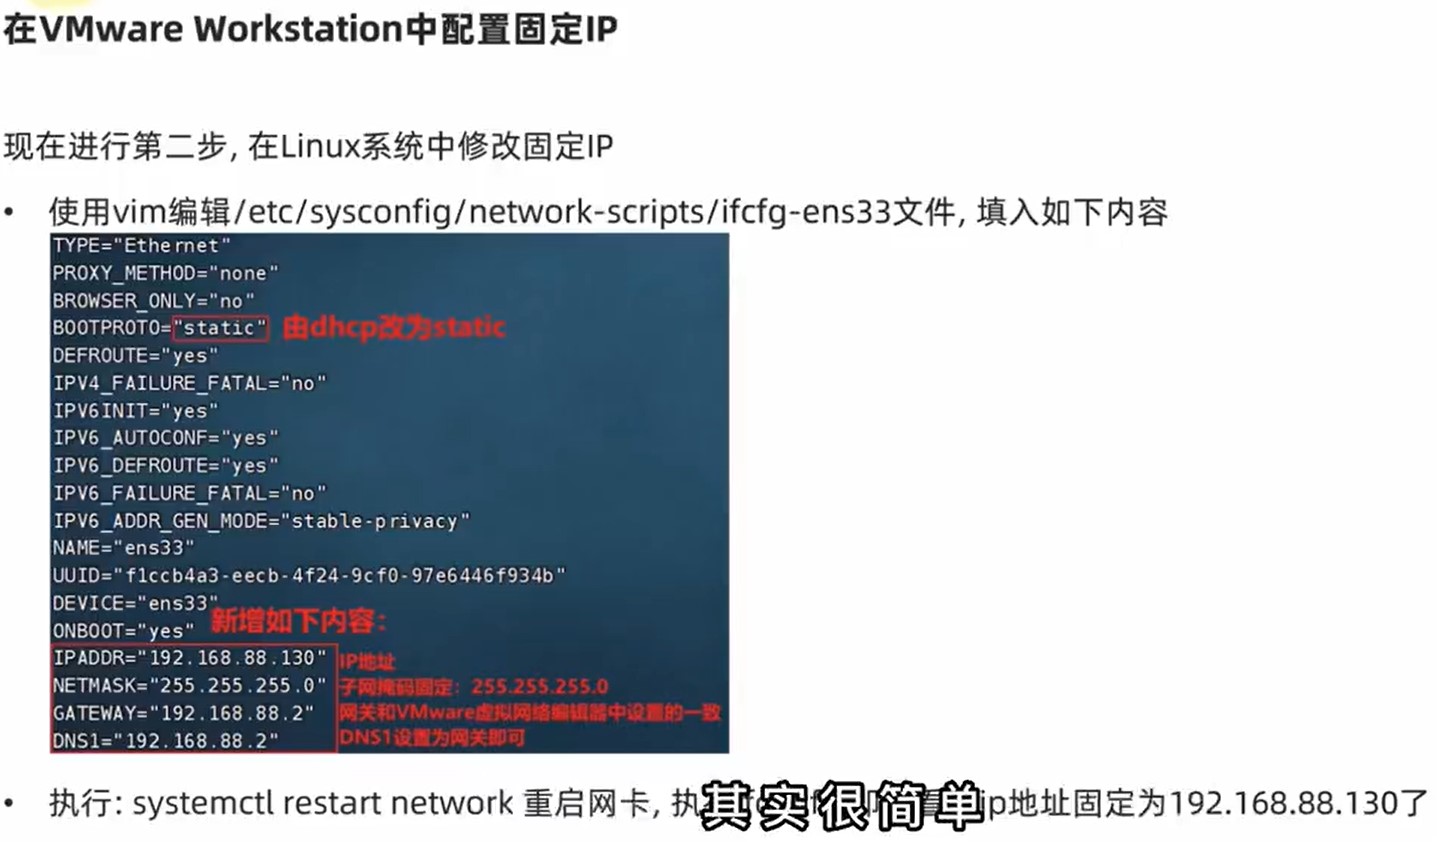 在VMware Workstation中配置固定IP
现在进行第二步, 在Linux系统中修改固定IP
• 使用vim编辑/etc/sysconfig/network-scripts/ifcfg-ens33文件, 填入如下内容
TYPE="Ethernet"
PROXY_METHOD="none"
BROWSER_ONLY="no"
BOOTPROTO="static" 由dhcp改为static
DEFROUTE="yes"
IPV4_FAILURE_FATAL="no"
IPV6INIT="yes"
IPV6_AUTOCONF="yes"
IPV6_DEFROUTE="yes"
IPV6_FAILURE_FATAL="no"
IPV6_ADDR_GEN_MODE="stable-privacy"
NAME="ens33"
UUID="f1ccb4a3-eecb-4f24-9cf0-97e6446f934b"
DEVICE="ens33"
新增如下内容：
ONBOOT="yes"
IPADDR="192.168.88.130" IP地址
NETMASK="255.255.255.0" 子网掩码固定：255.255.255.0
GATEWAY="192.168.88.2" 网关和VMware虚拟网络编辑器中设置的一致
DNS1="192.168.88.2" DNS1设置为网关即可
• 执行: systemctl restart network 重启网卡, 执 ip地址固定为192.168.88.130了
其实很简单